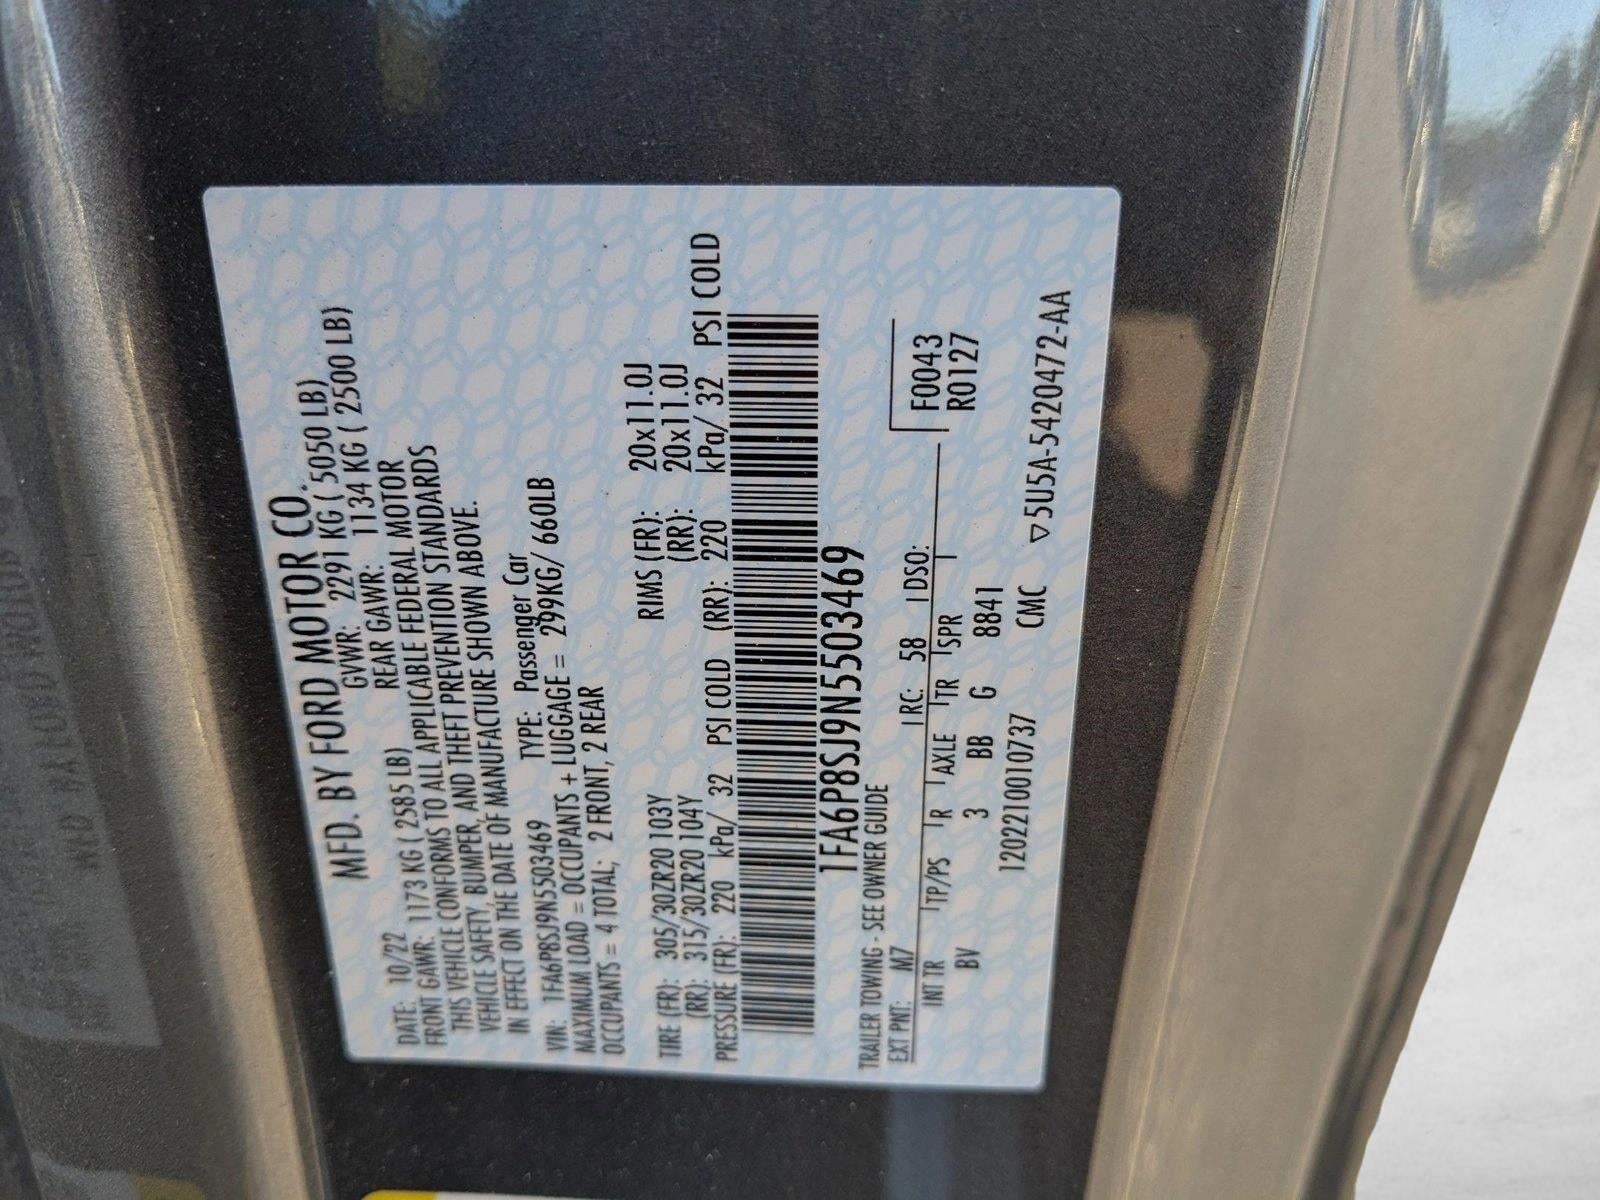 MFD. BY FORD MOTOR CO.
DATE: 10/22 GVWR: 2291 KG ( 5050 LB)
FRONT GAWR: 1173 KG ( 2585 LB) REAR GAWR: 1134 KG ( 2500 LB)
THIS VEHICLE CONFORMS TO ALL APPLICABLE FEDERAL MOTOR
VEHICLE SAFETY, BUMPER, AND THEFT PREVENTION STANDARDS
IN EFFECT ON THE DATE OF MANUFACTURE SHOWN ABOVE.
VIN: 1FA6P8SJ9N5503469 TYPE: Passenger Car
MAXIMUM LOAD = OCCUPANTS + LUGGAGE = 299KG/ 660LB
OCCUPANTS = 4 TOTAL; 2 FRONT, 2 REAR
TIRE (FR): 305/30ZR20 103Y RIMS (FR): 20x11.0J
(RR): 315/30ZR20 104Y (RR): 20x11.0J
PRESSURE (FR): 220 kPa/ 32 PSI COLD (RR): 220 kPa/ 32 PSI COLD
1FA6P8SJ9N5503469
TRAILER TOWING - SEE OWNER GUIDE
EXT PNT: M7 RC: 58 DSO: F0043
INT TR TP/PS R AXLE TR SPR R0127
BV 3 BB G 8841
1202210010737 CMC ▽5U5A-5420472-AA